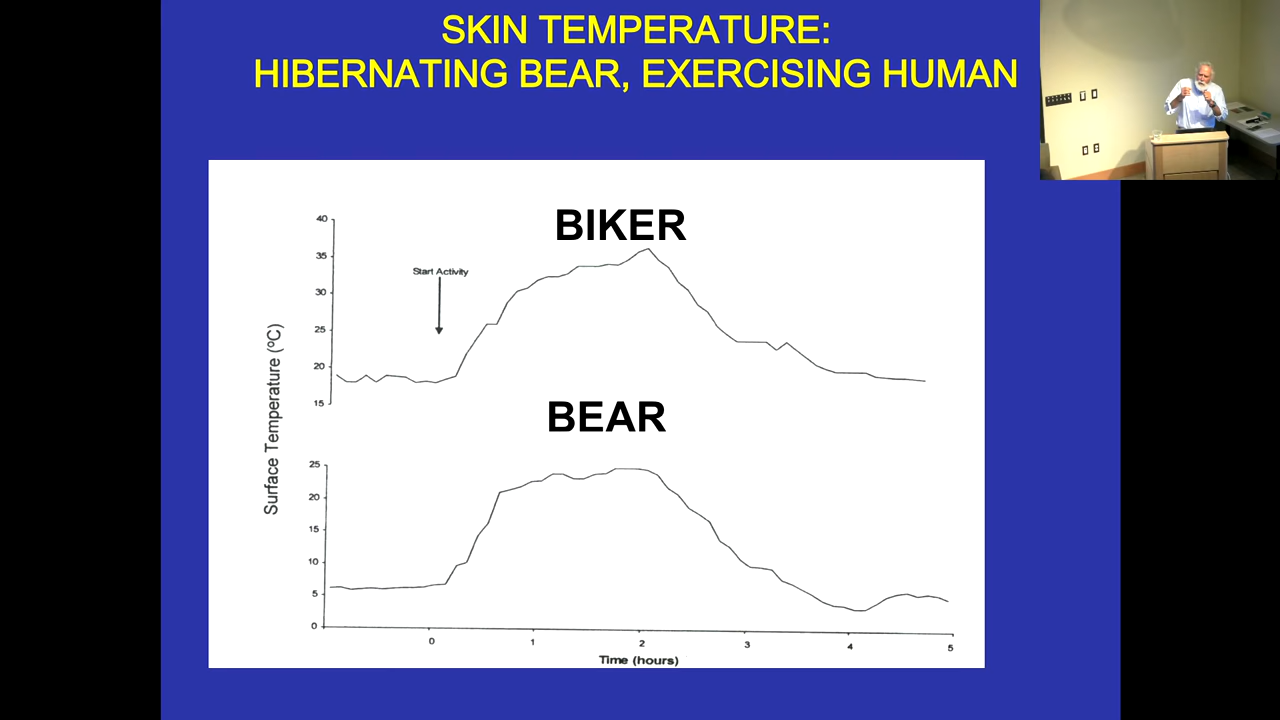 SKIN TEMPERATURE:
HIBERNATING BEAR, EXERCISING HUMAN
BIKER
40
35
30
25
20
15
Start Activity
BEAR
25
20
15
10
5
0
Surface Temperature (ºC)
0 1 2 3 4 5
Time (hours)